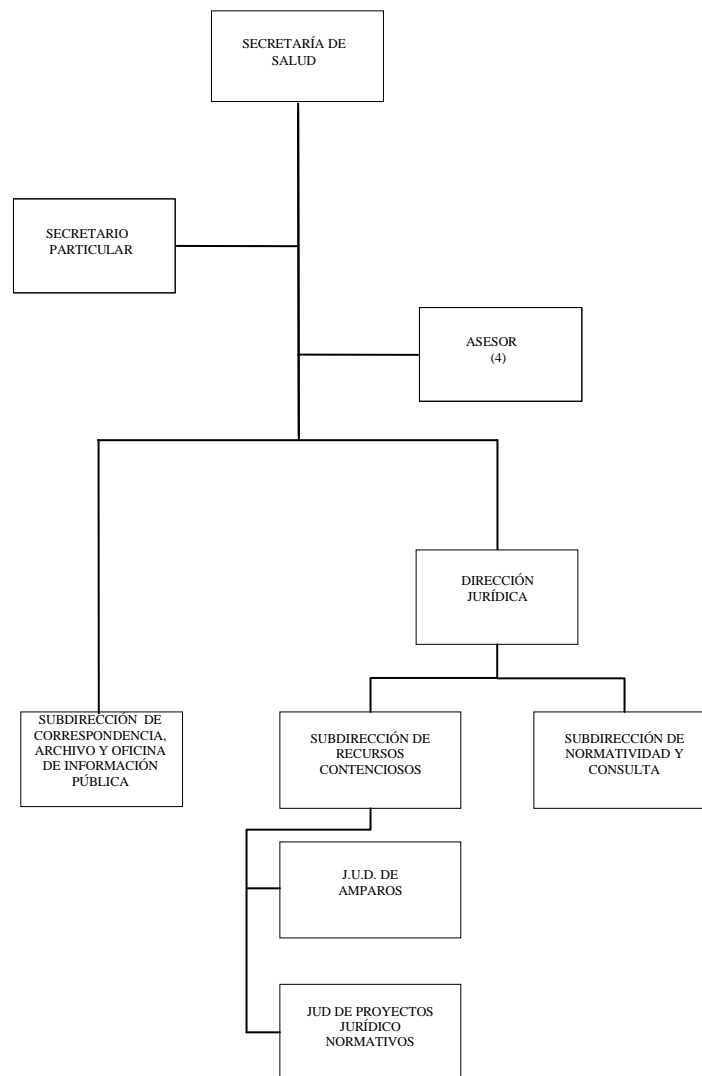 SECRETARÍA DE
SALUD
SECRETARIO
PARTICULAR
ASESOR
(4)
DIRECCIÓN
JURÍDICA
SUBDIRECCIÓN DE
CORRESPONDENCIA,
ARCHIVO Y OFICINA
DE INFORMACIÓN
PÚBLICA
SUBDIRECCIÓN DE
RECURSOS
CONTENCIOSOS
SUBDIRECCIÓN DE
NORMATIVIDAD Y
CONSULTA
J.U.D. DE
AMPAROS
JUD DE PROYECTOS
JURÍDICO
NORMATIVOS